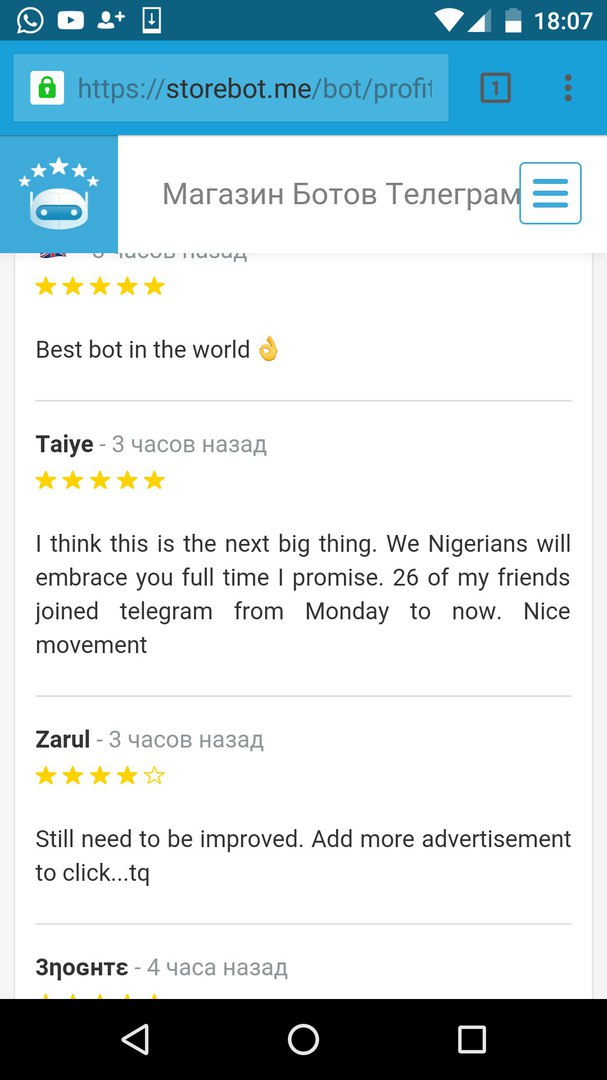 18:07
https://storebot.me/bot/profit
1
Магазин Ботов Телеграм
3 часов назад
Best bot in the world 👌
Taiye - 3 часов назад
I think this is the next big thing. We Nigerians will
embrace you full time I promise. 26 of my friends
joined telegram from Monday to now. Nice
movement
Zarul - 3 часов назад
Still need to be improved. Add more advertisement
to click...tq
3ηοɢнтε - 4 часа назад